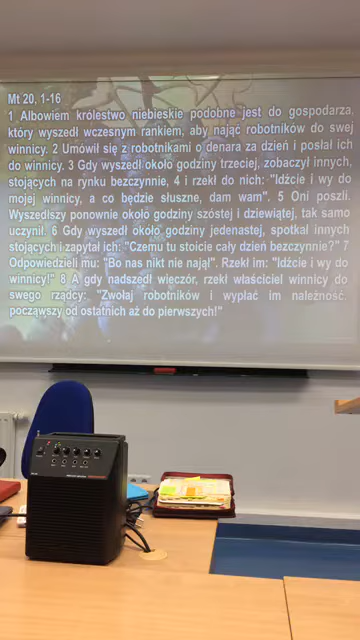 Mt 20, 1-16
1 Albowiem królestwo niebieskie podobne jest do gospodarza,
który wyszedł wczesnym rankiem, aby nająć robotników do swej
winnicy. 2 Umówił się z robotnikami o denara za dzień i posłał ich
do winnicy. 3 Gdy wyszedł około godziny trzeciej, zobaczył innych,
stojących na rynku bezczynnie, 4 i rzekł do nich: "Idźcie i wy do
mojej winnicy, a co będzie słuszne, dam wam". 5 Oni poszli.
Wyszedłszy ponownie około godziny szóstej i dziewiątej, tak samo
uczynił. 6 Gdy wyszedł około godziny jedenastej, spotkał innych
stojących i zapytał ich: "Czemu tu stoicie cały dzień bezczynnie?" 7
Odpowiedzieli mu: "Bo nas nikt nie najął". Rzekł im: "Idźcie i wy do
winnicy!" 8 A gdy nadszedł wieczór, rzekł właściciel winnicy do
swego rządcy: "Zwołaj robotników i wypłać im należność,
począwszy od ostatnich aż do pierwszych!"